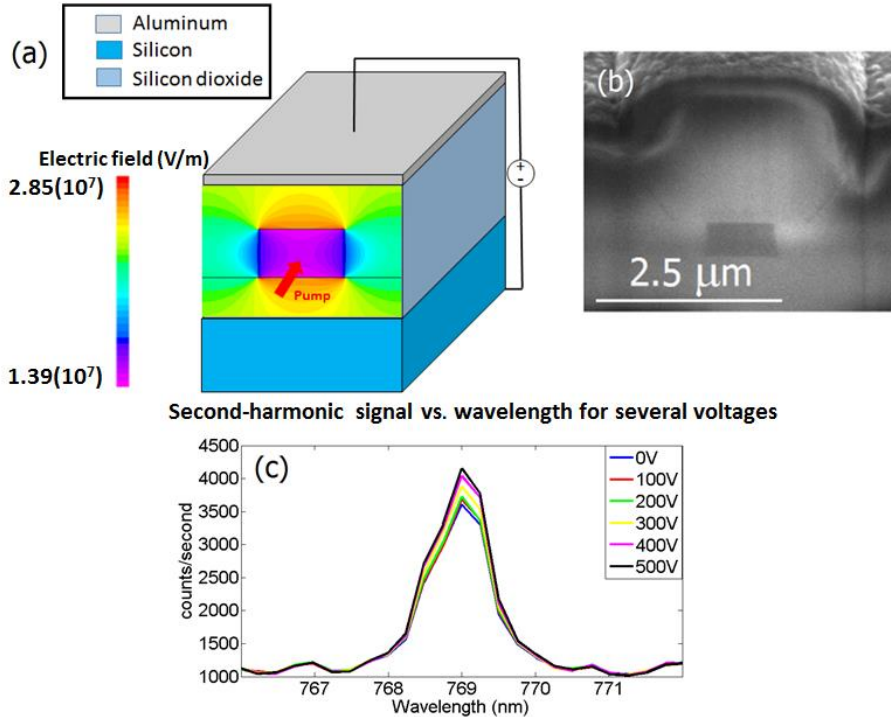 Aluminum
Silicon
Silicon dioxide
(a)
Electric field (V/m)
2.85(10⁷)
1.39(10⁷)
Pump
+
-
(b)
2.5 μm
Second-harmonic signal vs. wavelength for several voltages
(c)
counts/second
4500
4000
3500
3000
2500
2000
1500
1000
0V
100V
200V
300V
400V
500V
767 768 769 770 771
Wavelength (nm)